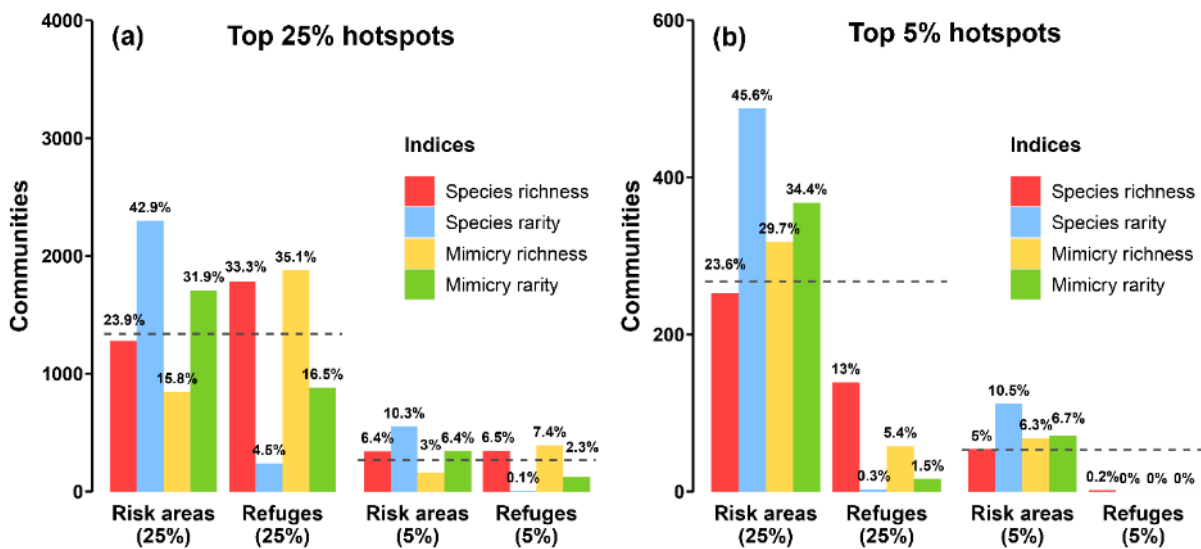 (a) Top 25% hotspots
Communities
4000
3000
2000
1000
0
23.9%
42.9%
15.8%
31.9%
33.3%
4.5%
35.1%
16.5%
6.4%
10.3%
3%
6.4%
6.5%
0.1%
7.4%
2.3%
Indices
Species richness
Species rarity
Mimicry richness
Mimicry rarity
Risk areas (25%)
Refuges (25%)
Risk areas (5%)
Refuges (5%)
(b) Top 5% hotspots
Communities
600
400
200
0
23.6%
45.6%
29.7%
34.4%
13%
0.3%
5.4%
1.5%
5%
10.5%
6.3%
6.7%
0.2%
0%
0%
0%
Indices
Species richness
Species rarity
Mimicry richness
Mimicry rarity
Risk areas (25%)
Refuges (25%)
Risk areas (5%)
Refuges (5%)